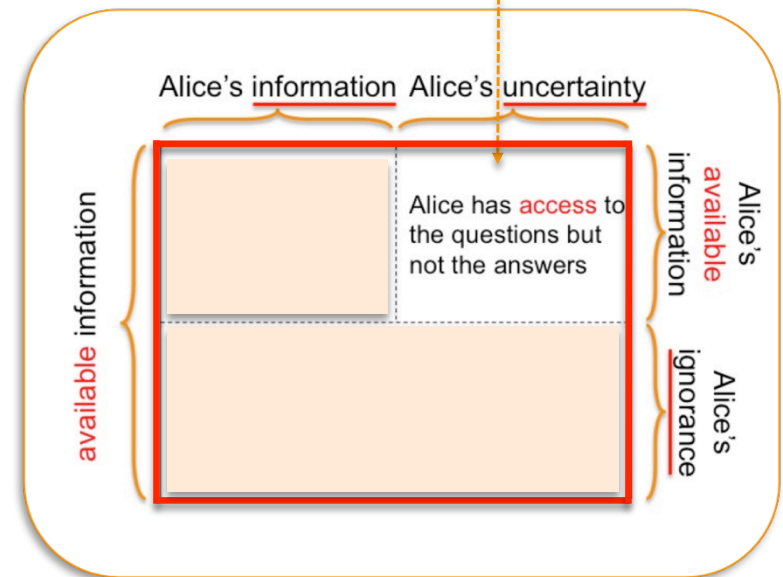 Alice's information Alice's uncertainty
available information
Alice has access to
the questions but
not the answers
Alice's
available
information
Alice's
ignorance